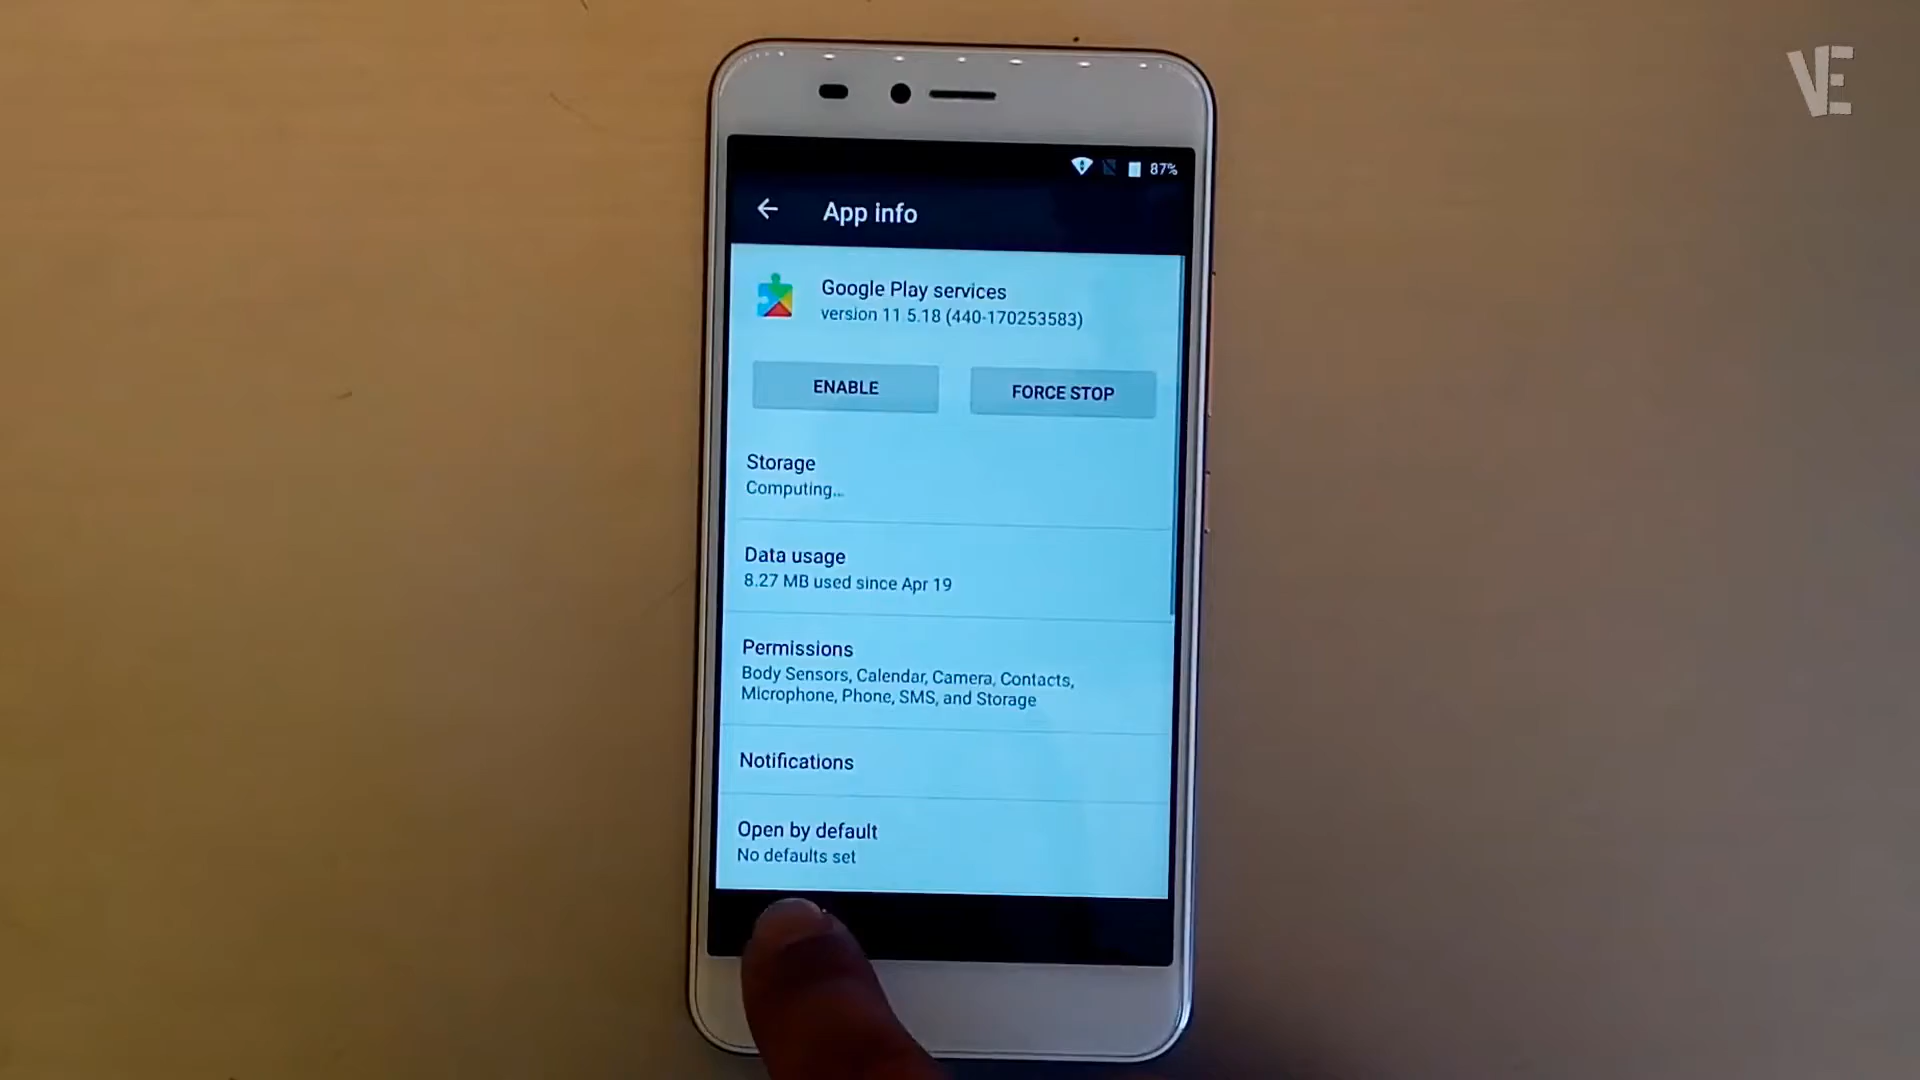 VE
87%
App info
Google Play services
version 11.5.18 (440-170253583)
ENABLE
FORCE STOP
Storage
Computing...
Data usage
8.27 MB used since Apr 19
Permissions
Body Sensors, Calendar, Camera, Contacts,
Microphone, Phone, SMS, and Storage
Notifications
Open by default
No defaults set